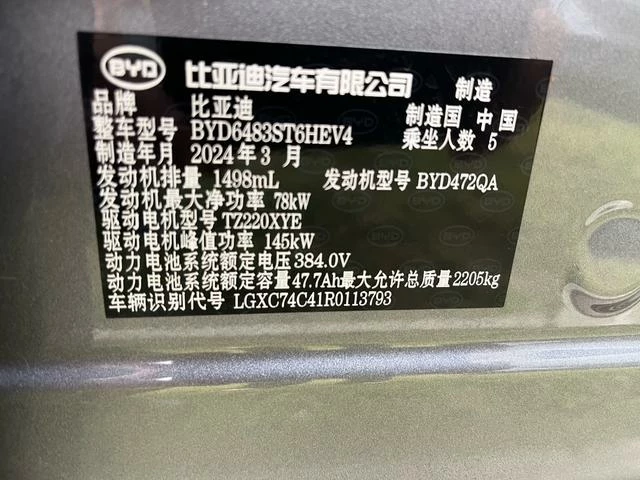 BYD 比亚迪汽车有限公司 制造
品牌 比亚迪 制造国 中国
整车型号 BYD6483ST6HEV4 乘坐人数 5
制造年月 2024年3月
发动机排量 1498mL 发动机型号 BYD472QA
发动机最大净功率 78kW
驱动电机型号 TZ220XYE
驱动电机峰值功率 145kW
动力电池系统额定电压 384.0V
动力电池系统额定容量 47.7Ah 最大允许总质量 2205kg
车辆识别代号 LGXC74C41R0113793